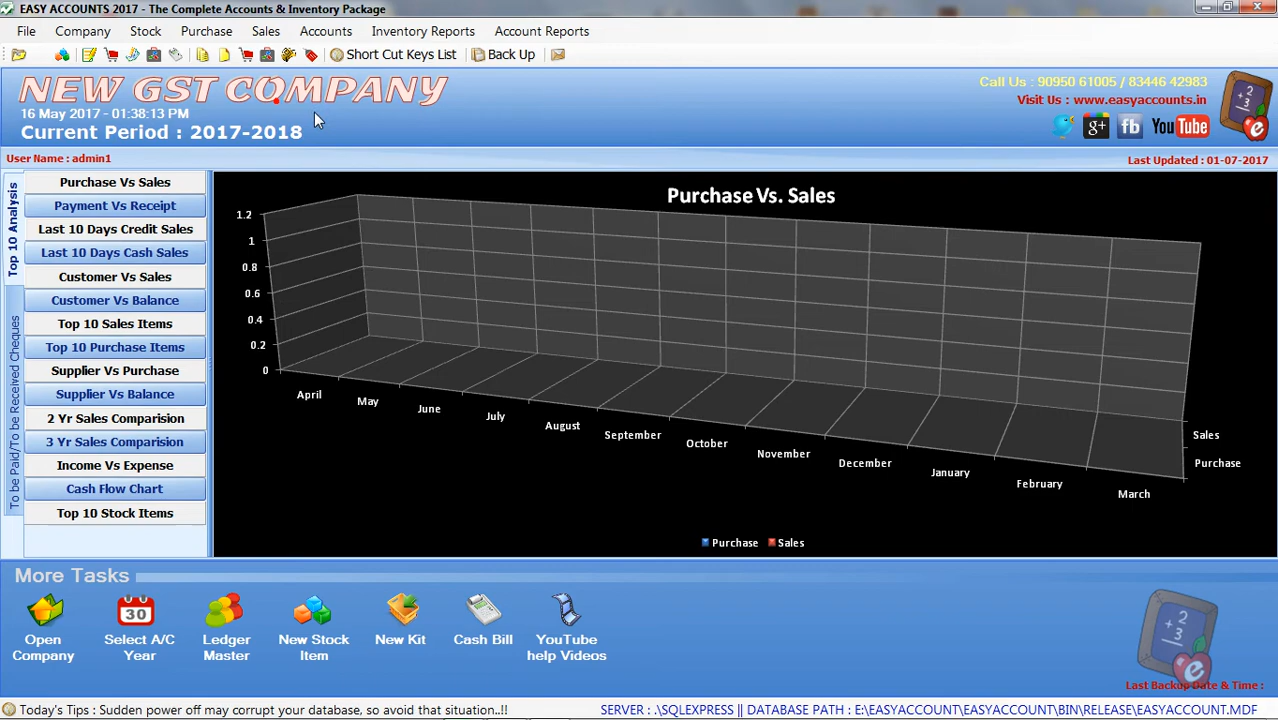 EASY ACCOUNTS 2017 - The Complete Accounts & Inventory Package
File Company Stock Purchase Sales Accounts Inventory Reports Account Reports
Short Cut Keys List Back Up
NEW GST COMPANY
16 May 2017 - 01:38:13 PM
Current Period : 2017-2018
Call Us : 90950 61005 / 83446 42983
Visit Us : www.easyaccounts.in
g+ fb YouTube
2
+
3
e
User Name : admin1
Last Updated : 01-07-2017
Top 10 Analysis
To be Paid/To be Received Cheques
Purchase Vs Sales
Payment Vs Receipt
Last 10 Days Credit Sales
Last 10 Days Cash Sales
Customer Vs Sales
Customer Vs Balance
Top 10 Sales Items
Top 10 Purchase Items
Supplier Vs Purchase
Supplier Vs Balance
2 Yr Sales Comparision
3 Yr Sales Comparision
Income Vs Expense
Cash Flow Chart
Top 10 Stock Items
Purchase Vs. Sales
1.2
1
0.8
0.6
0.4
0.2
0
April May June July August September October November December January February March
Sales
Purchase
Purchase Sales
More Tasks
30
Open Company
Select A/C Year
Ledger Master
New Stock Item
New Kit
Cash Bill
YouTube help Videos
2
+
3
e
Last Backup Date & Time :
Today's Tips : Sudden power off may corrupt your database, so avoid that situation..!!
SERVER : .\SQLEXPRESS || DATABASE PATH : E:\EASYACCOUNT\EASYACCOUNT\BIN\RELEASE\EASYACCOUNT.MDF